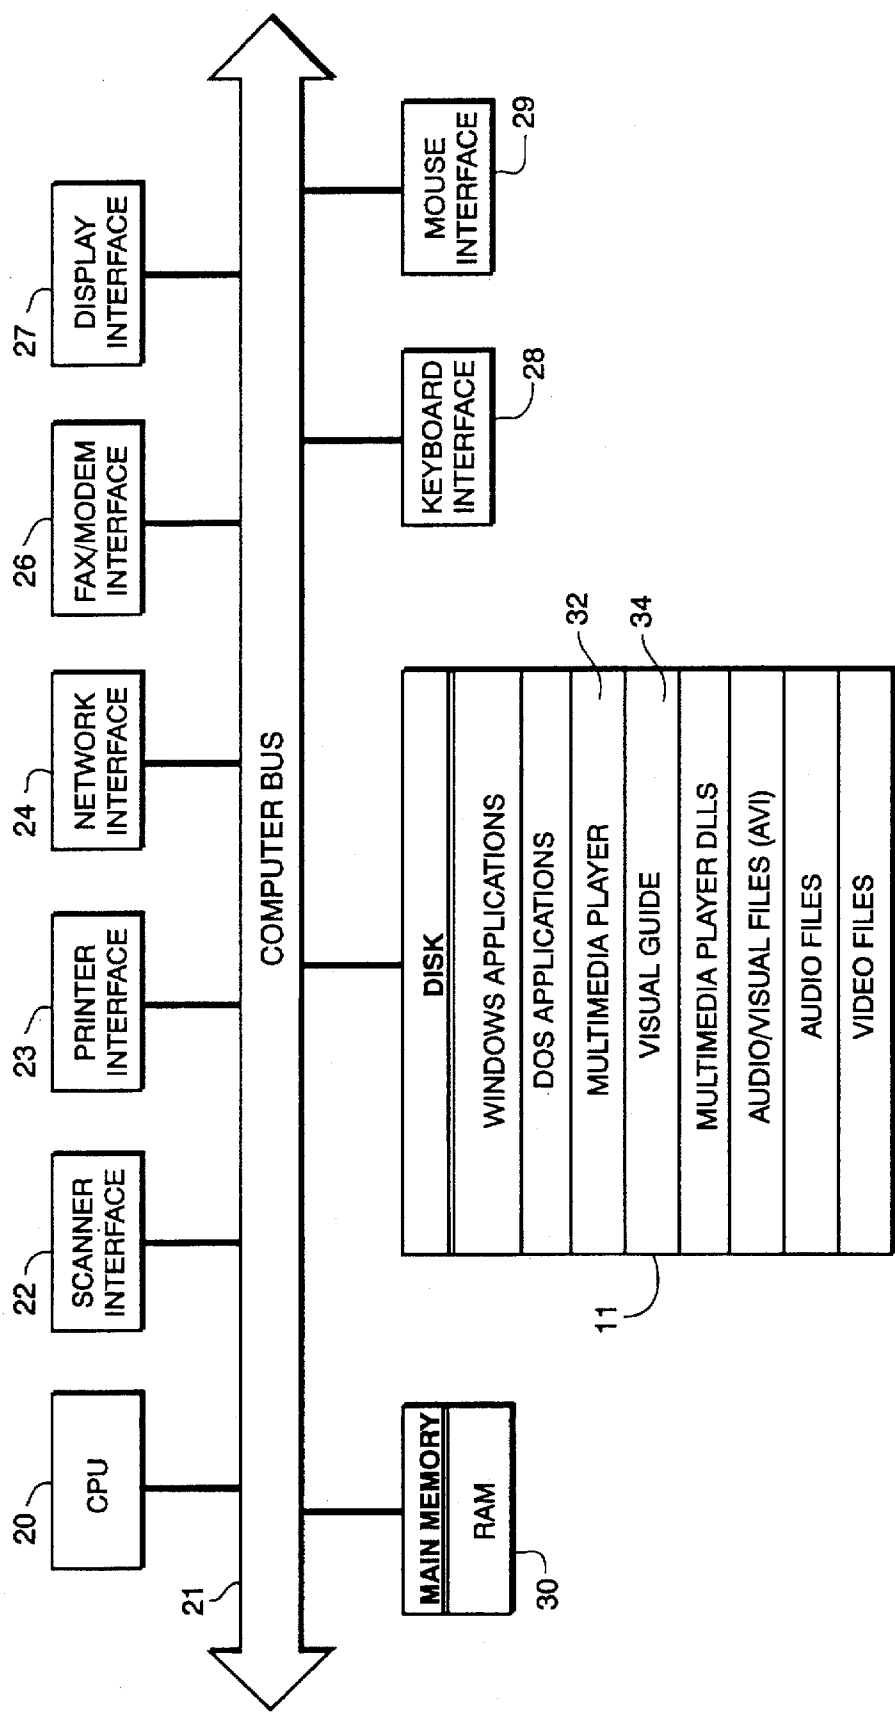 20
CPU
22
SCANNER
INTERFACE
23
PRINTER
INTERFACE
24
NETWORK
INTERFACE
26
FAX/MODEM
INTERFACE
27
DISPLAY
INTERFACE
21
COMPUTER BUS
MAIN MEMORY
RAM
30
11
DISK
WINDOWS APPLICATIONS
DOS APPLICATIONS
MULTIMEDIA PLAYER
32
VISUAL GUIDE
34
MULTIMEDIA PLAYER DLLS
AUDIO/VISUAL FILES (AVI)
AUDIO FILES
VIDEO FILES
KEYBOARD
INTERFACE
28
MOUSE
INTERFACE
29